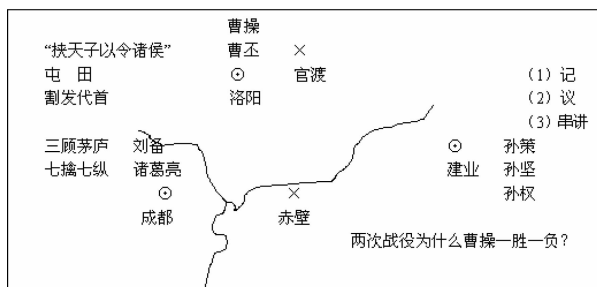 曹操
“挟天子以令诸侯” 曹丕 ×
屯 田 ⊙ 官渡 (1) 记
割发代首 洛阳 (2) 议
(3) 串讲
三顾茅庐 刘备 ⊙ 孙策
七擒七纵 诸葛亮 建业 孙坚
⊙ × 孙权
成都 赤壁
两次战役为什么曹操一胜一负?